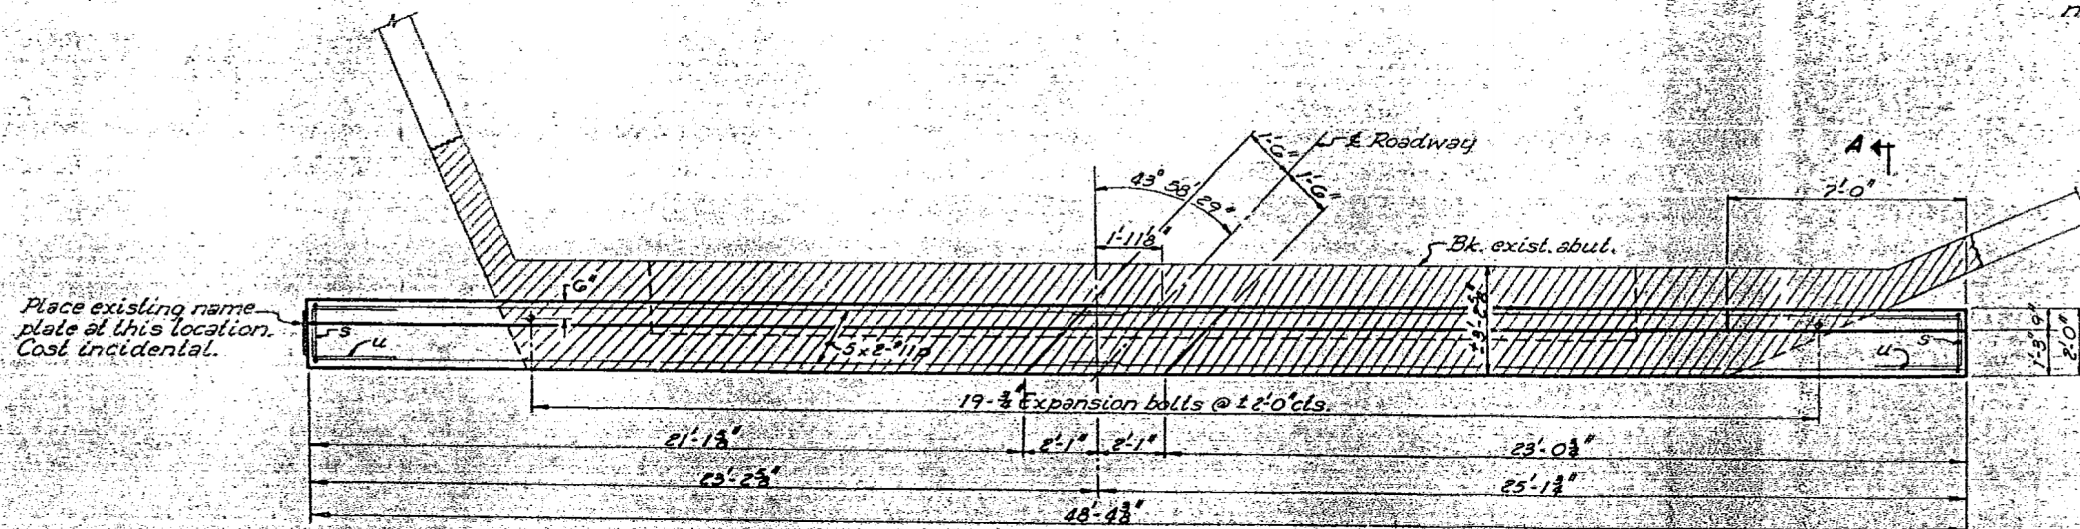 ℄ Roadway
1'-6"
1'-6"
43° 58' 29"
1'-11⅛"
A
7'-0"
Bk. exist. abut.
6"
Place existing name
plate at this location.
Cost incidental.
s
u
5x2-#11p
s
u
9"
1'-3"
2'-0"
19-¾" Expansion bolts @ ±2'-0" cts.
21'-1⅝"
2'-1"
2'-1"
23'-0¾"
23'-2⅝"
25'-1¾"
48'-4⅜"